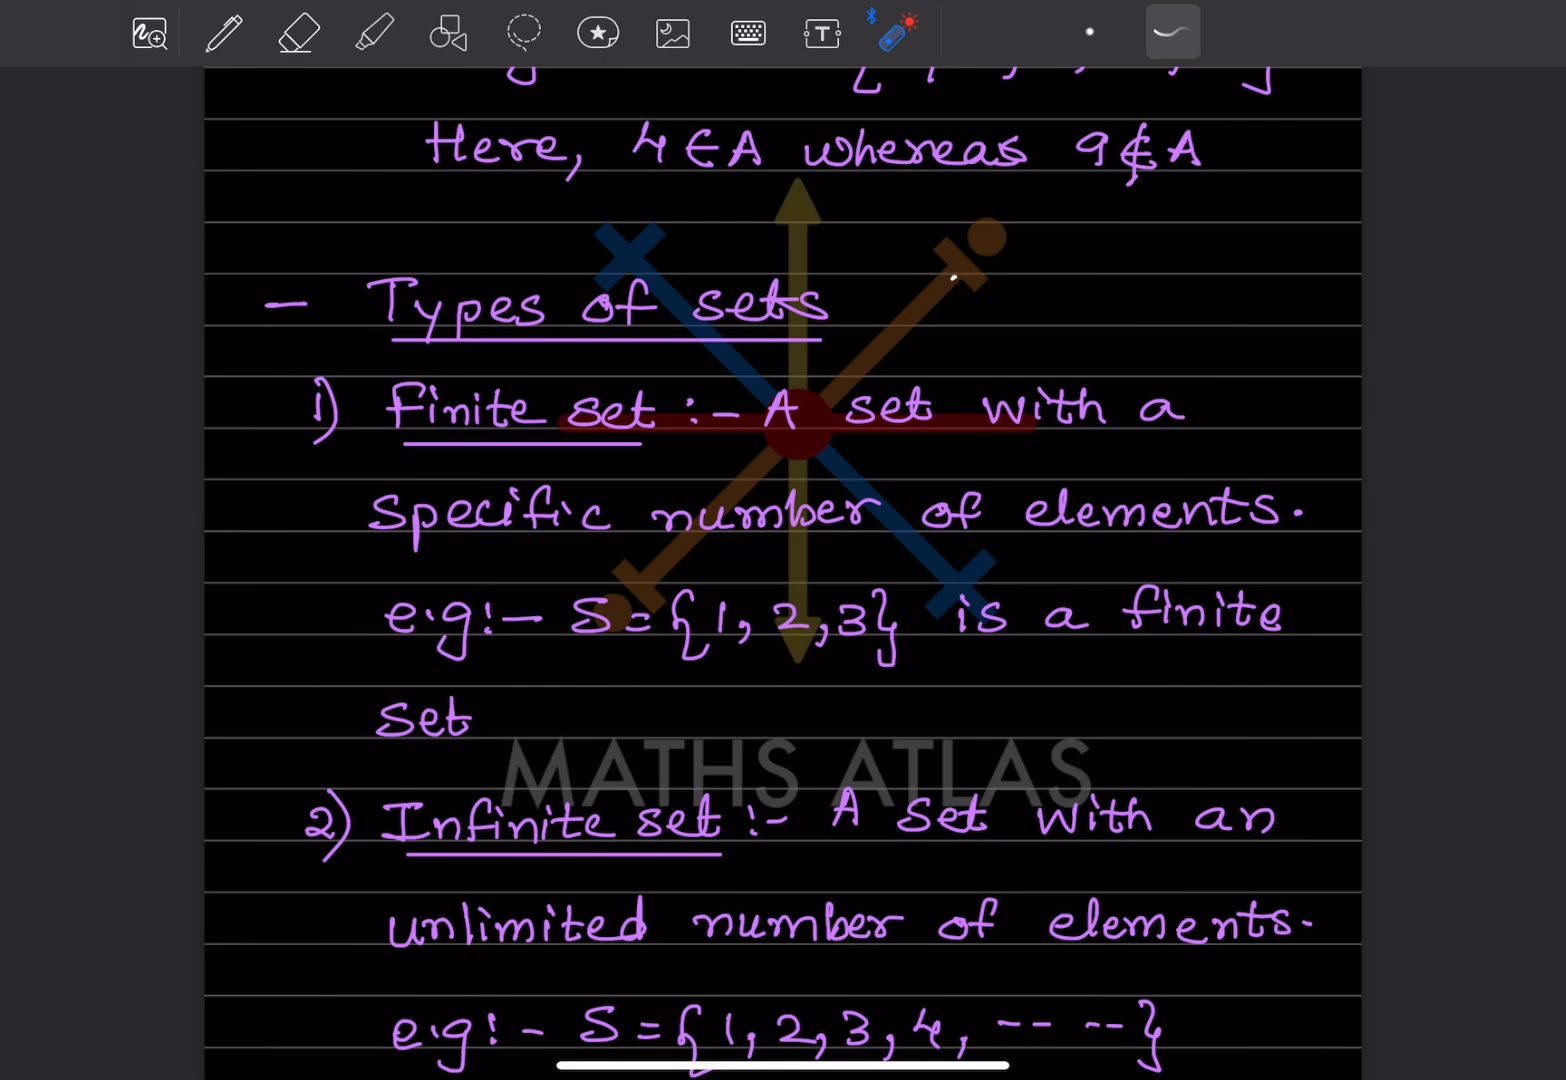 Here, 4 ∈ A whereas 9 ∉ A
– Types of sets
1) Finite set :- A set with a
specific number of elements.
e.g:- S = {1, 2, 3} is a finite
set
MATHS ATLAS
2) Infinite set :- A set with an
unlimited number of elements.
e.g:- S = {1, 2, 3, 4, -- --}